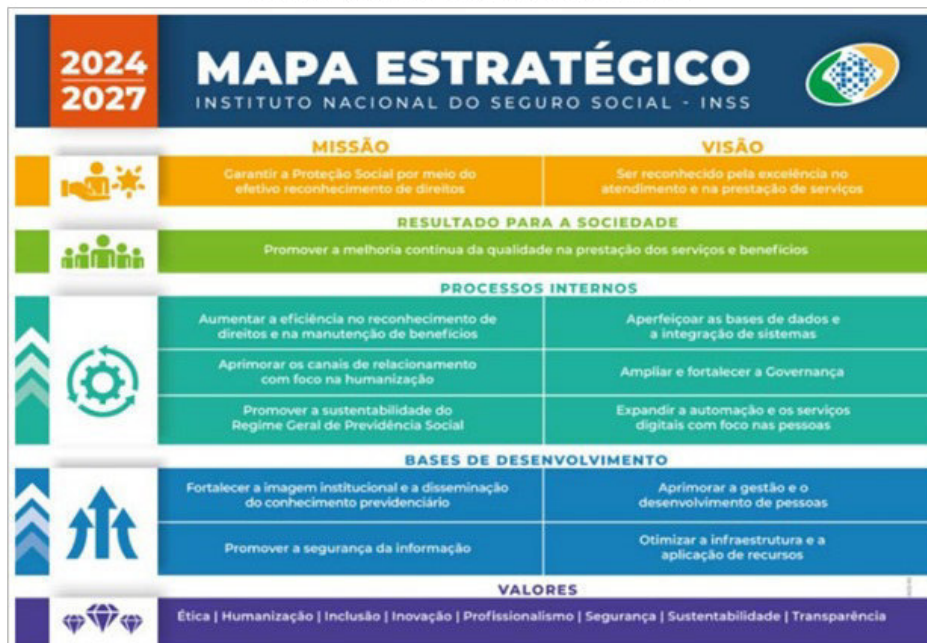 2024
2027
MAPA ESTRATÉGICO
INSTITUTO NACIONAL DO SEGURO SOCIAL - INSS
MISSÃO
Garantir a Proteção Social por meio do
efetivo reconhecimento de direitos
VISÃO
Ser reconhecido pela excelência no
atendimento e na prestação de serviços
RESULTADO PARA A SOCIEDADE
Promover a melhoria contínua da qualidade na prestação dos serviços e benefícios
PROCESSOS INTERNOS
Aumentar a eficiência no reconhecimento de
direitos e na manutenção de benefícios
Aperfeiçoar as bases de dados e
a integração de sistemas
Aprimorar os canais de relacionamento
com foco na humanização
Ampliar e fortalecer a Governança
Promover a sustentabilidade do
Regime Geral de Previdência Social
Expandir a automação e os serviços
digitais com foco nas pessoas
BASES DE DESENVOLVIMENTO
Fortalecer a imagem institucional e a disseminação
do conhecimento previdenciário
Aprimorar a gestão e o
desenvolvimento de pessoas
Promover a segurança da informação
Otimizar a infraestrutura e a
aplicação de recursos
VALORES
Ética | Humanização | Inclusão | Inovação | Profissionalismo | Segurança | Sustentabilidade | Transparência